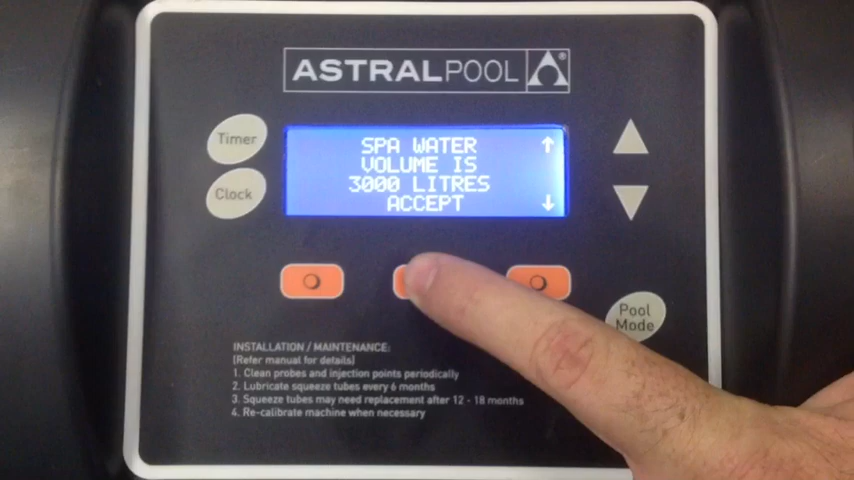 ASTRALPOOL
Timer
Clock
SPA WATER ↑
VOLUME IS
3000 LITRES
ACCEPT ↓
Pool
Mode
INSTALLATION / MAINTENANCE:
(Refer manual for details)
1. Clean probes and injection points periodically
2. Lubricate squeeze tubes every 6 months
3. Squeeze tubes may need replacement after 12 - 18 months
4. Re-calibrate machine when necessary